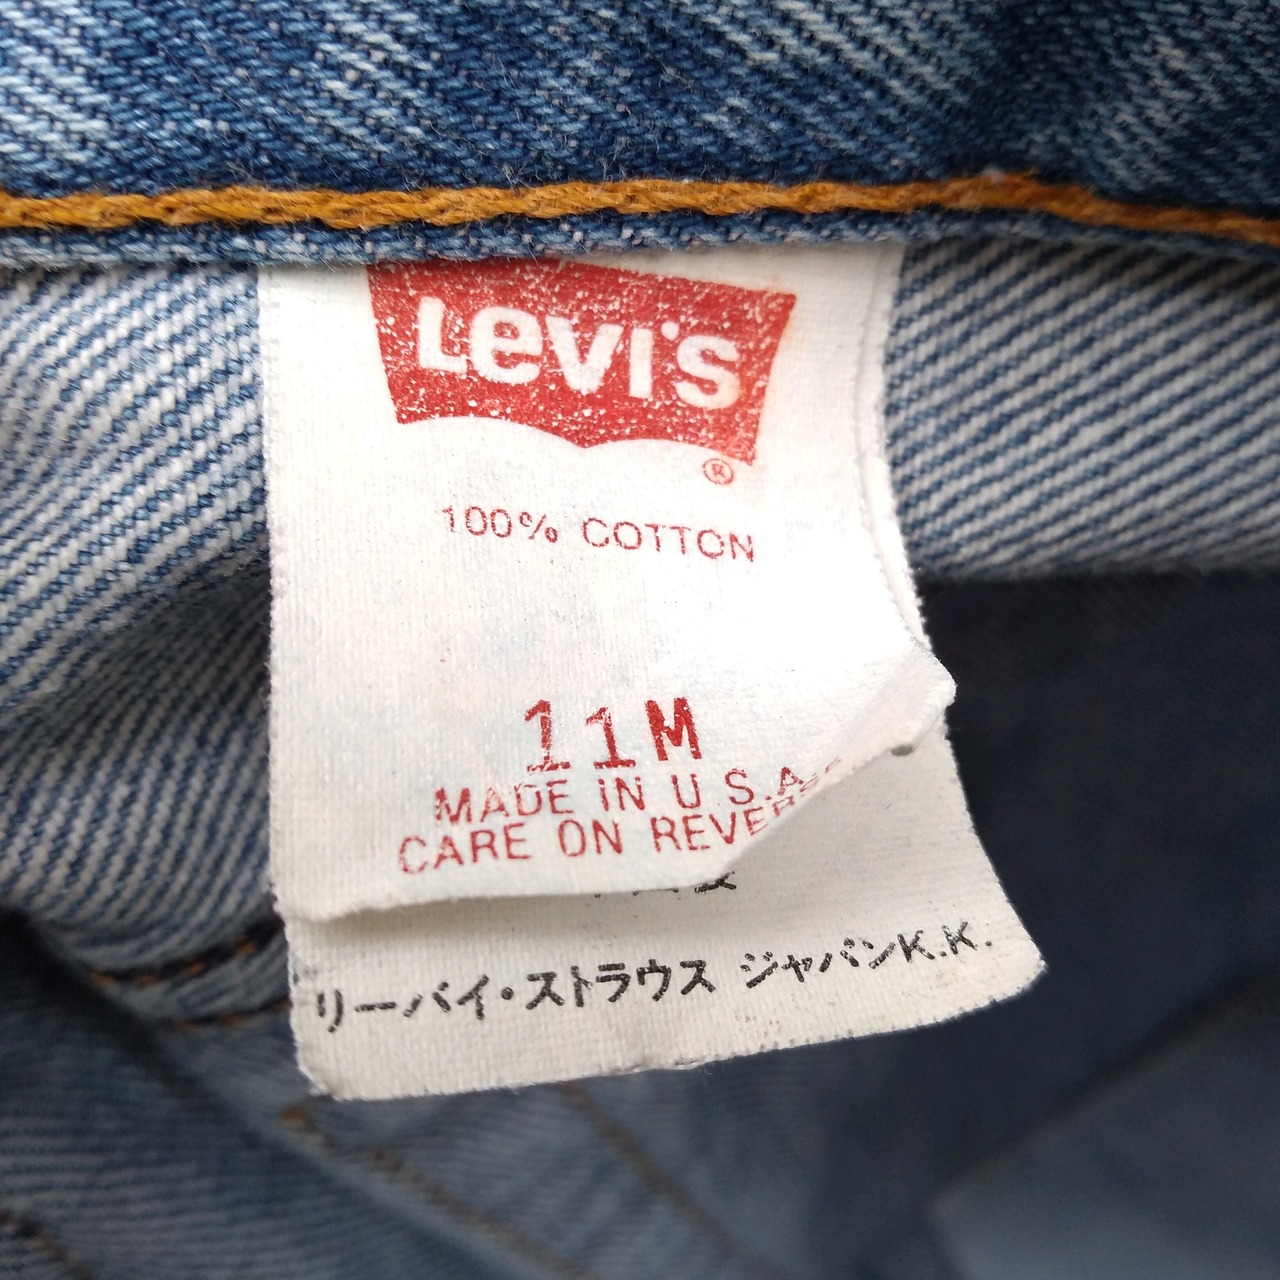 Levi's
®
100% COTTON
11M
MADE IN U.S.A.
CARE ON
リーバイ・ストラウス ジャパンK.K.